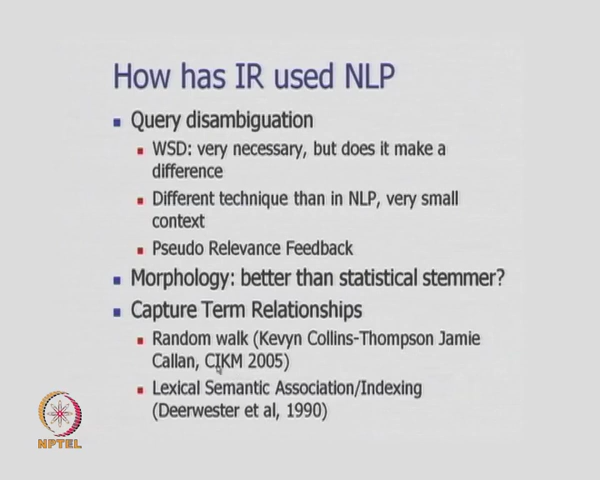 How has IR used NLP
Query disambiguation
WSD: very necessary, but does it make a
difference
Different technique than in NLP, very small
context
Pseudo Relevance Feedback
Morphology: better than statistical stemmer?
Capture Term Relationships
Random walk (Kevyn Collins-Thompson Jamie
Callan, CIKM 2005)
Lexical Semantic Association/Indexing
(Deerwester et al, 1990)
NPTEL